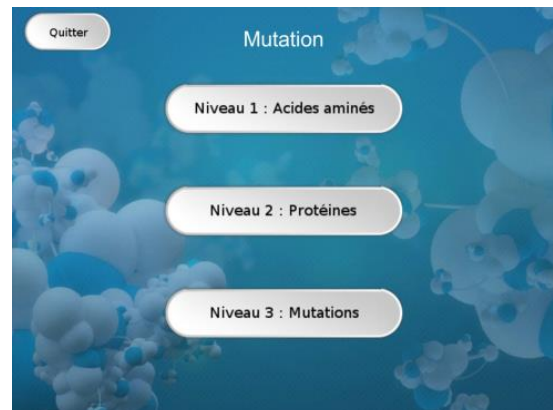 Quitter
Mutation
Niveau 1 : Acides aminés
Niveau 2 : Protéines
Niveau 3 : Mutations